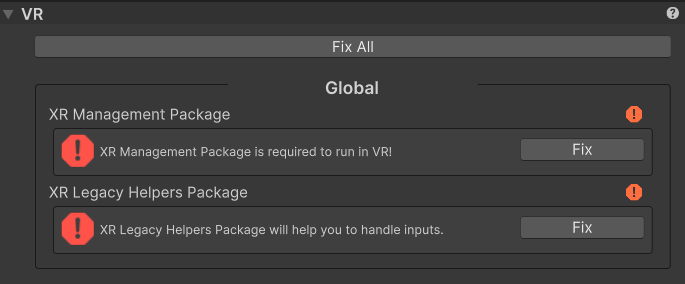 VR
Fix All
Global
XR Management Package
XR Management Package is required to run in VR!
Fix
XR Legacy Helpers Package
XR Legacy Helpers Package will help you to handle inputs.
Fix